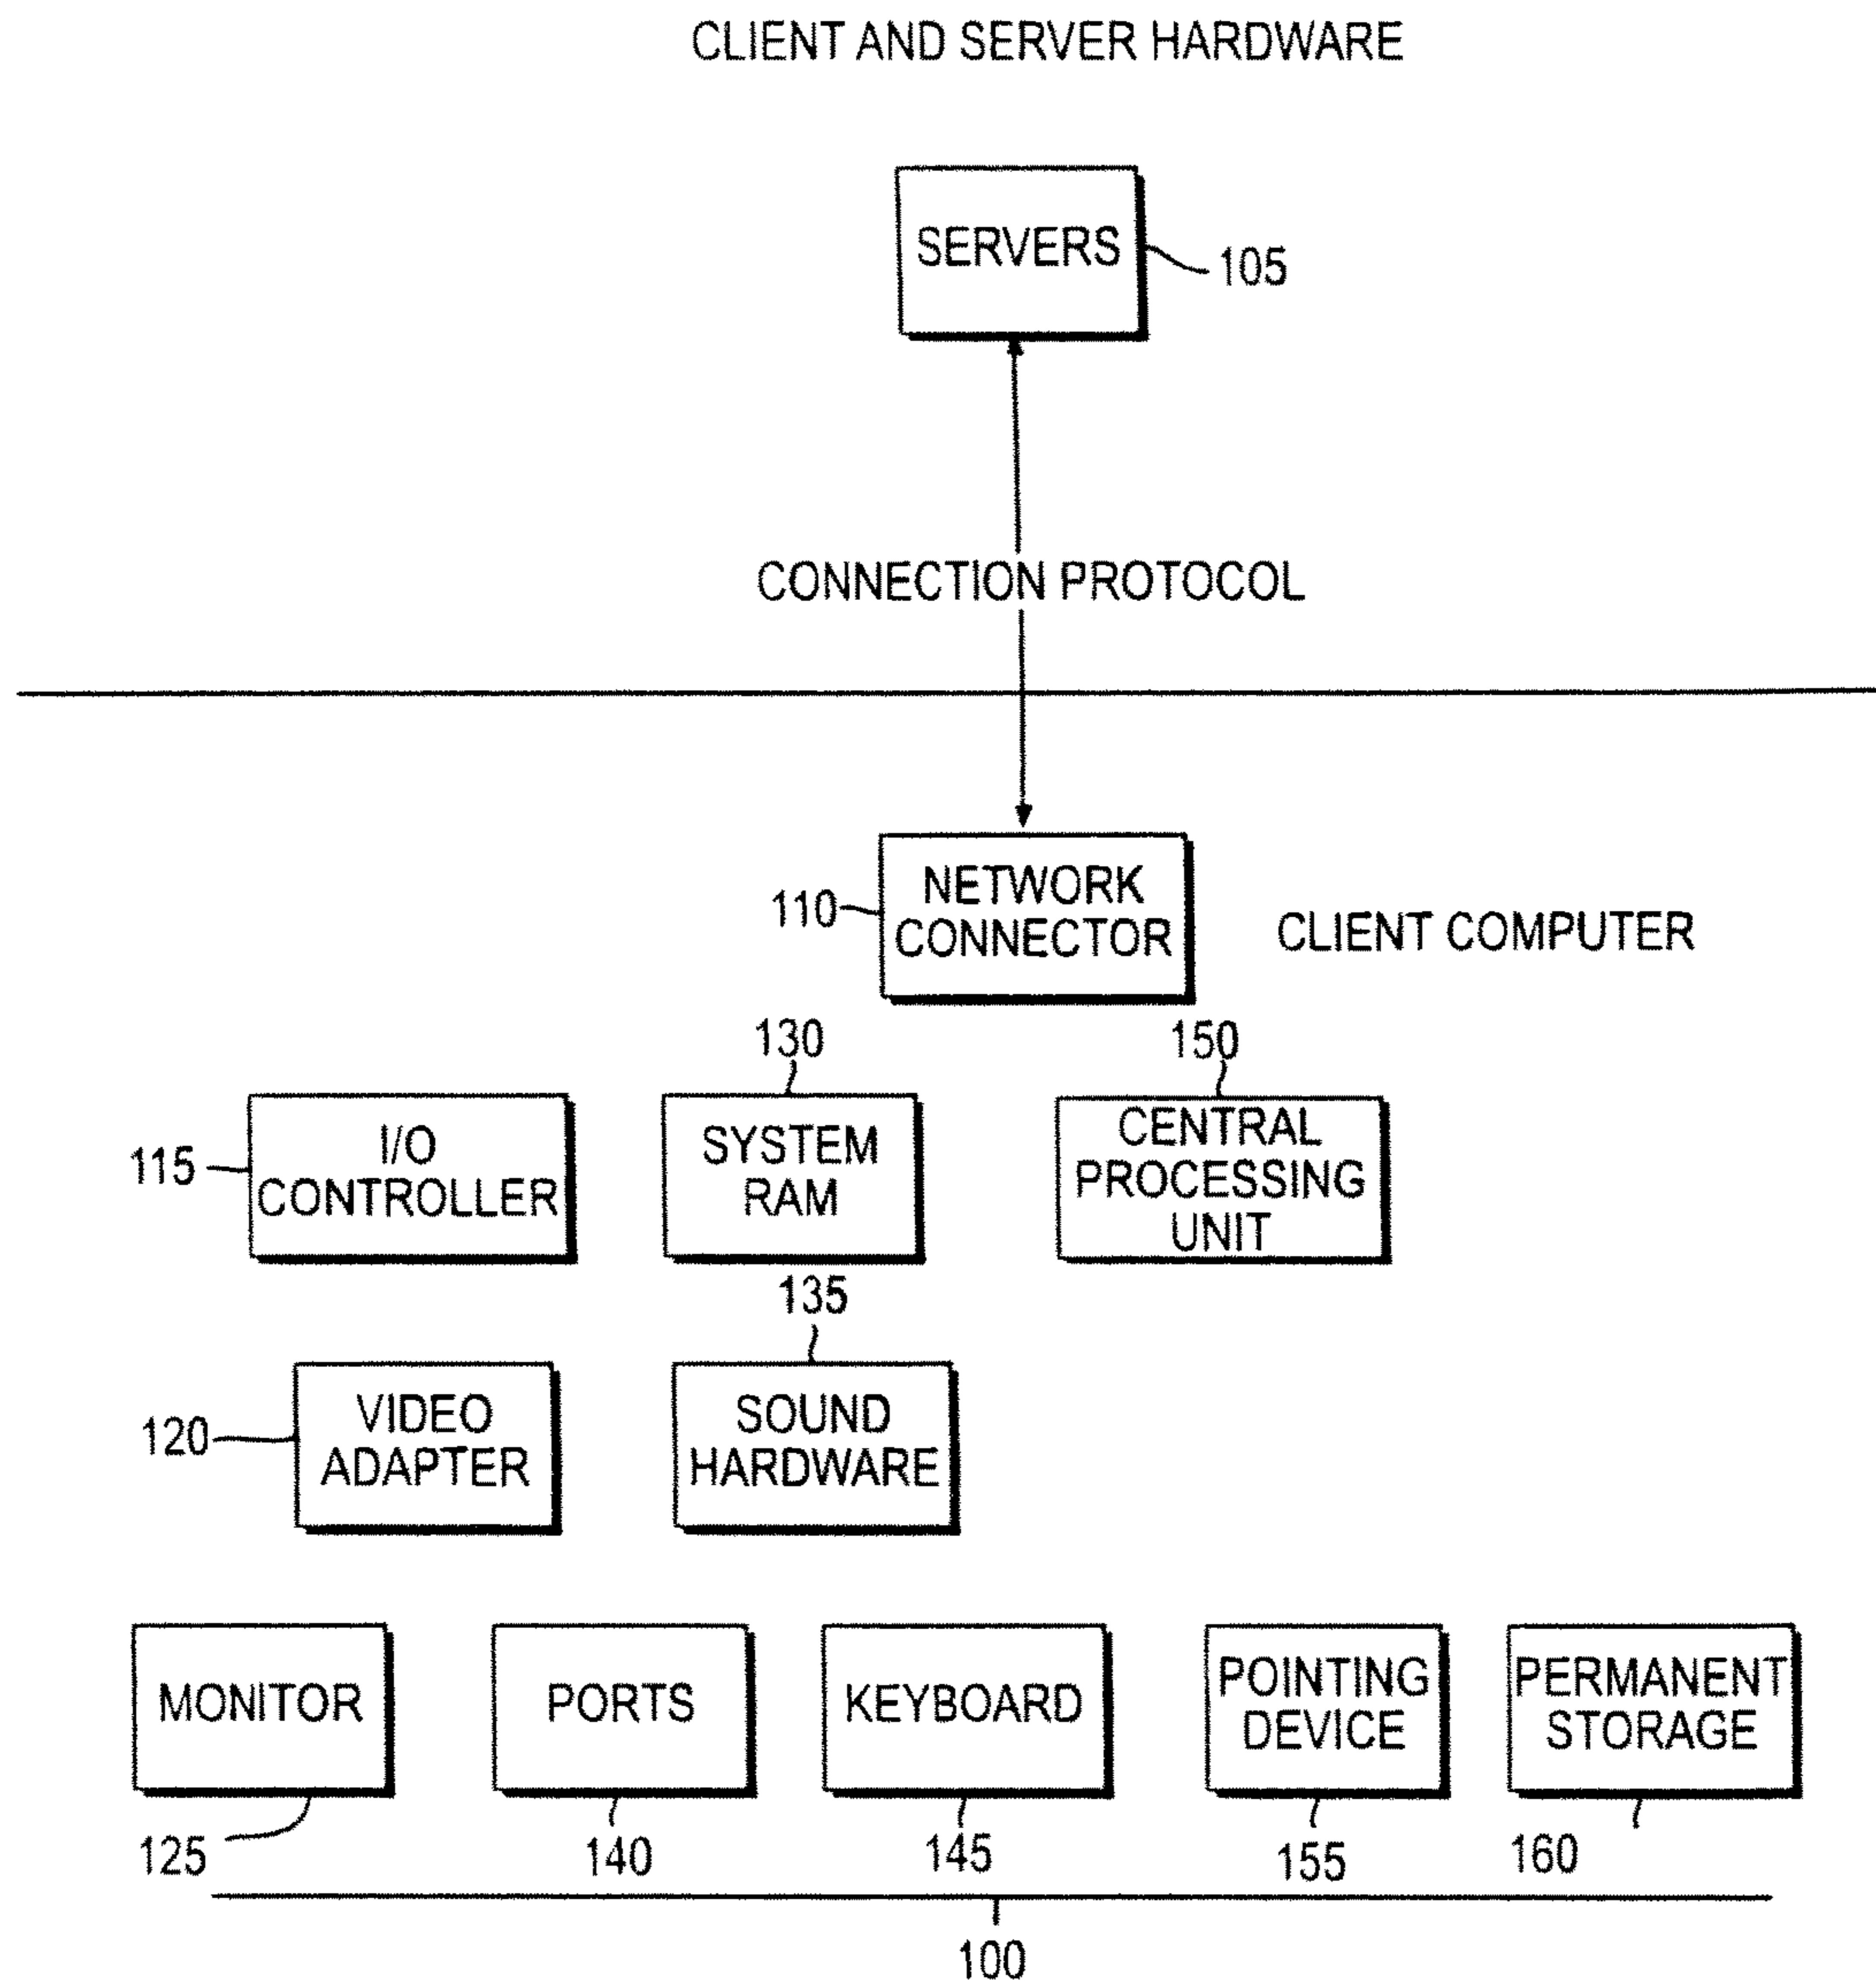 CLIENT AND SERVER HARDWARE
SERVERS
105
CONNECTION PROTOCOL
NETWORK
CONNECTOR
110
CLIENT COMPUTER
130
150
115
I/O
CONTROLLER
SYSTEM
RAM
CENTRAL
PROCESSING
UNIT
135
120
VIDEO
ADAPTER
SOUND
HARDWARE
MONITOR
PORTS
KEYBOARD
POINTING
DEVICE
PERMANENT
STORAGE
125
140
145
155
160
100